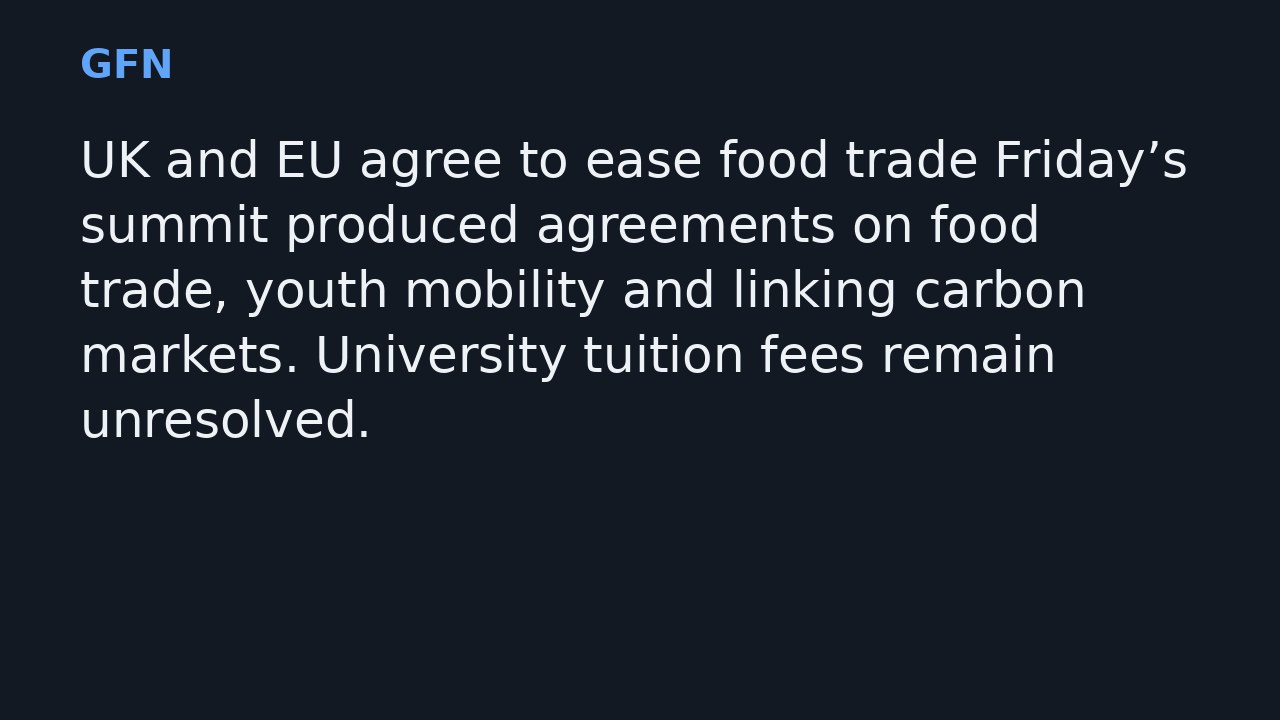 GFN
UK and EU agree to ease food trade Friday’s
summit produced agreements on food
trade, youth mobility and linking carbon
markets. University tuition fees remain
unresolved.